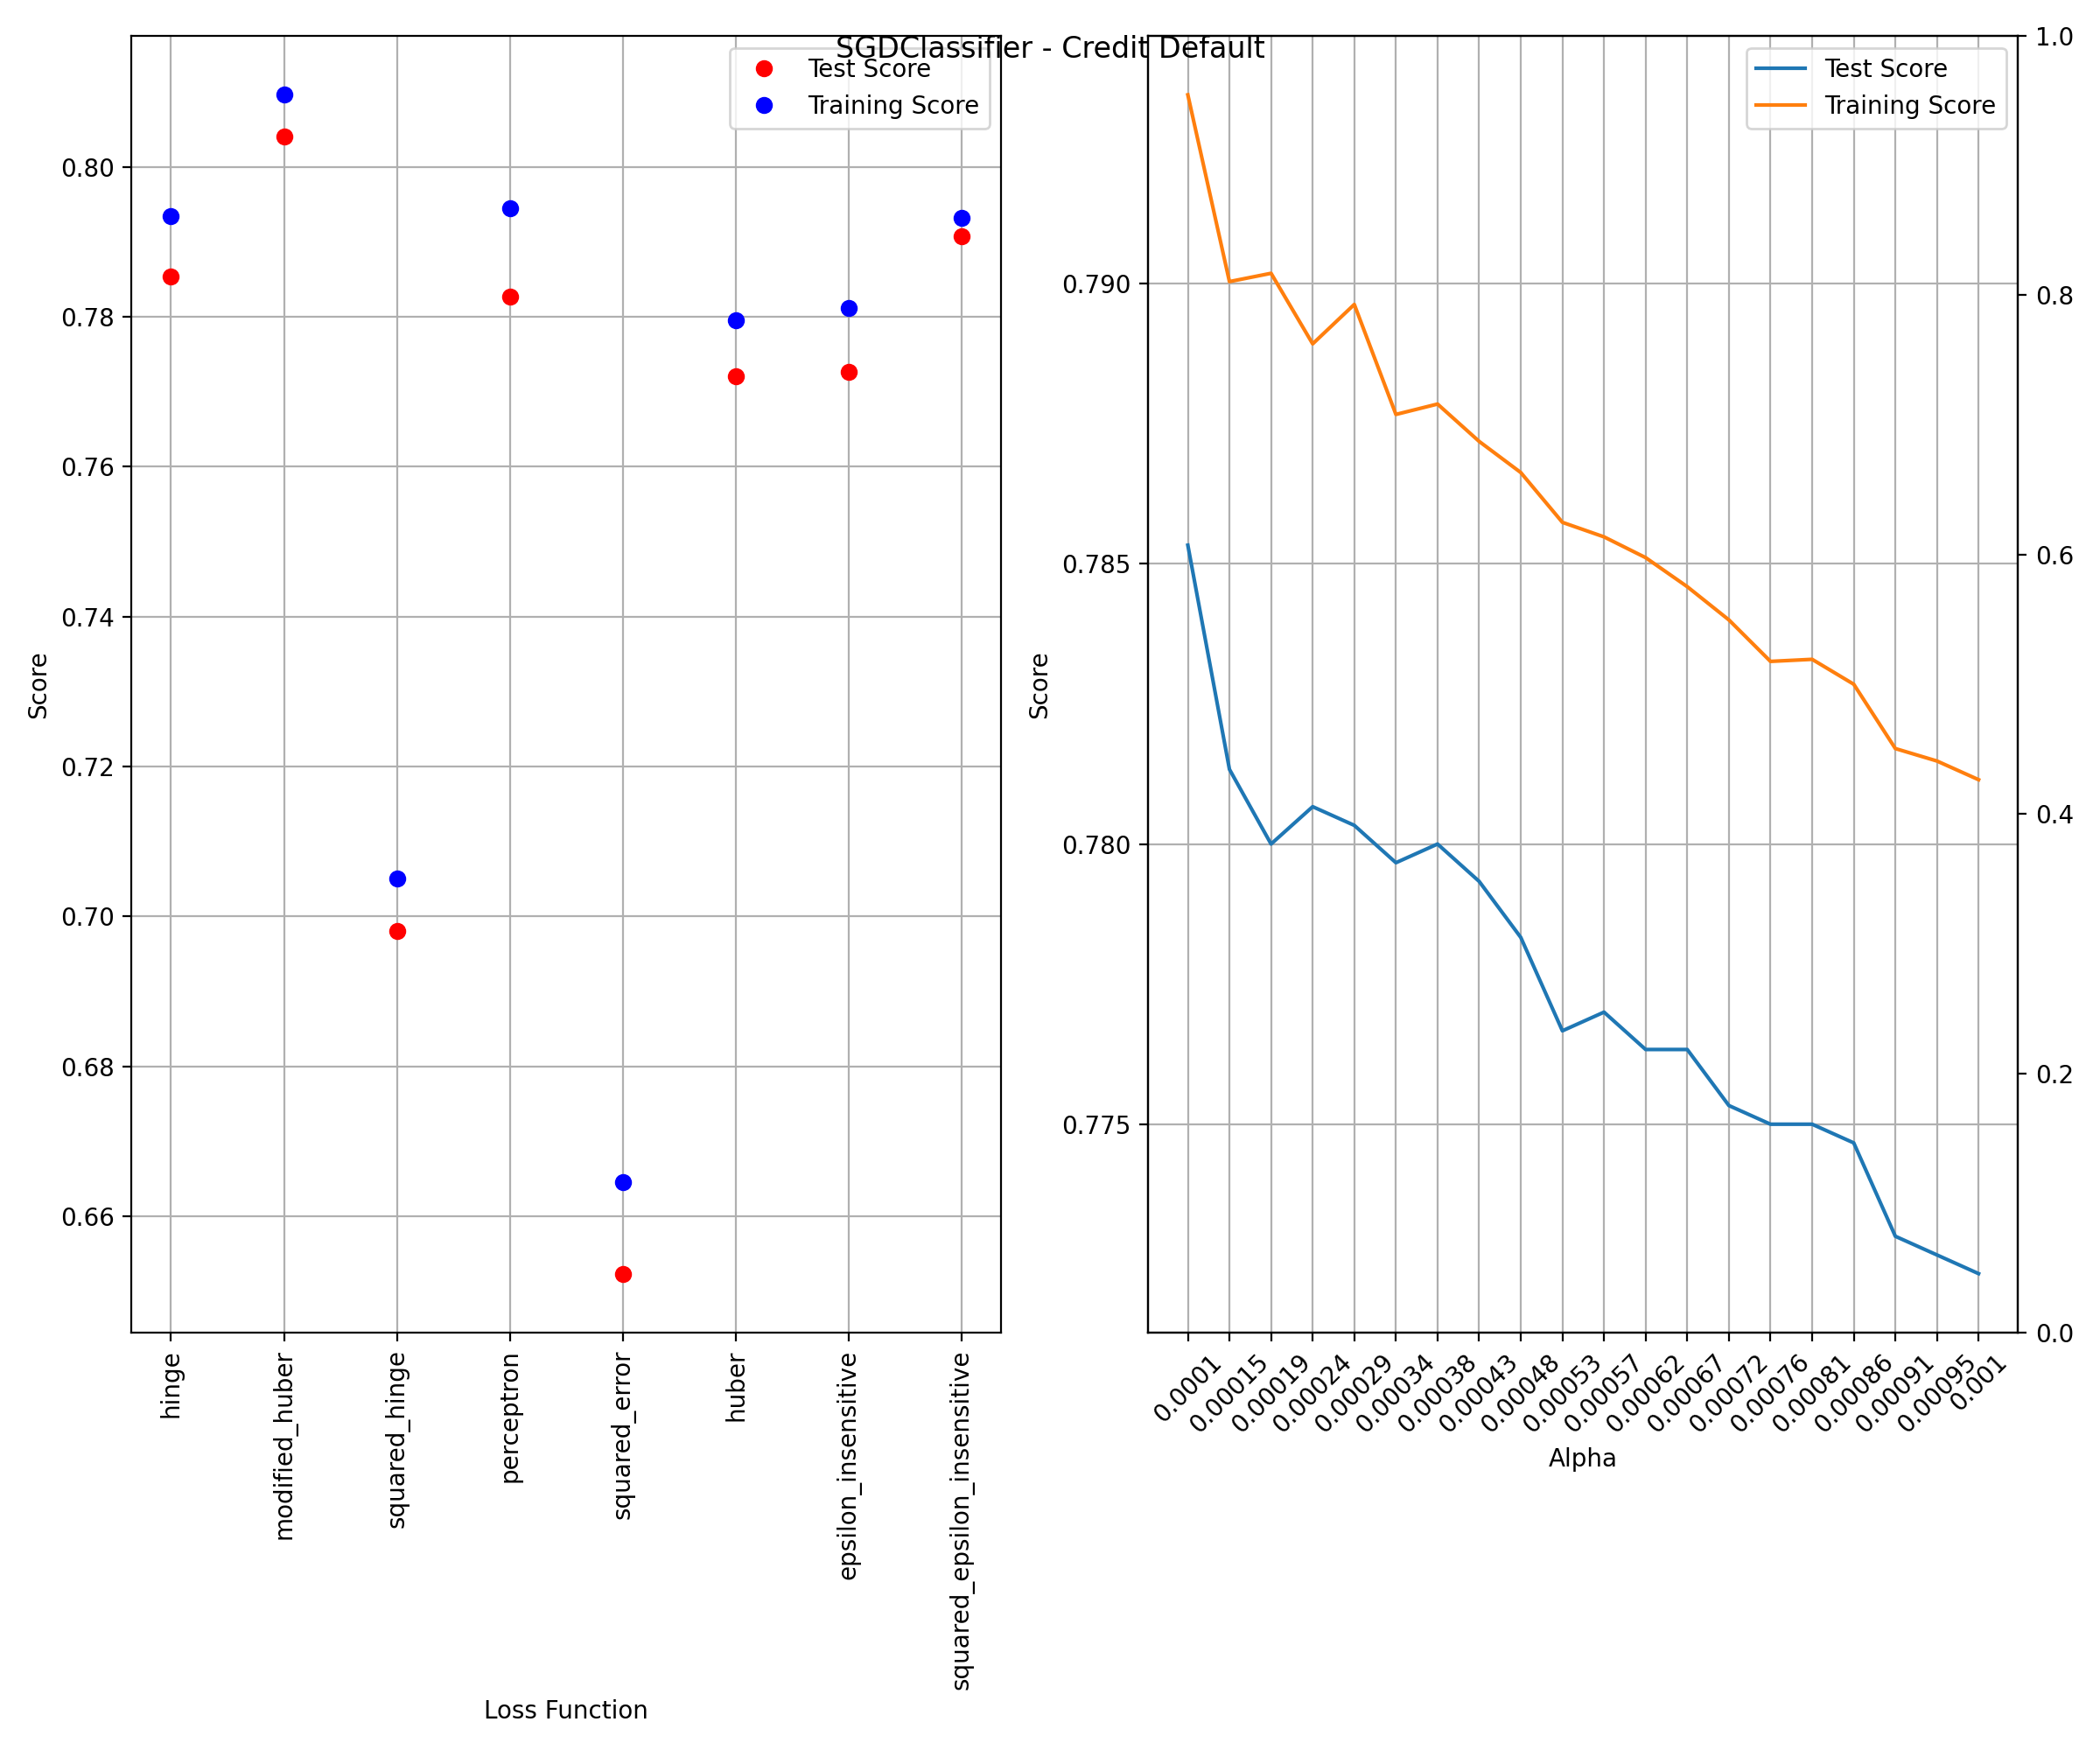 SGDClassifier - Credit Default
Test Score
Training Score
0.80
0.78
0.76
0.74
0.72
0.70
0.68
0.66
Score
hinge
modified_huber
squared_hinge
perceptron
squared_error
huber
epsilon_insensitive
squared_epsilon_insensitive
Loss Function
Test Score
Training Score
0.790
0.785
0.780
0.775
Score
1.0
0.8
0.6
0.4
0.2
0.0
0.0001
0.00015
0.00019
0.00024
0.00029
0.00034
0.00038
0.00043
0.00048
0.00053
0.00057
0.00062
0.00067
0.00072
0.00076
0.00081
0.00086
0.00091
0.00095
0.001
Alpha